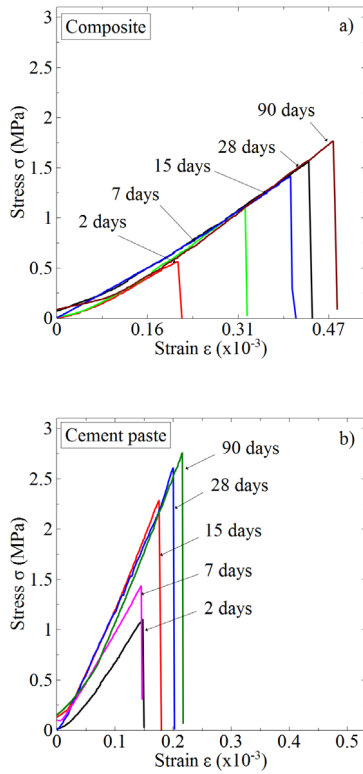 Composite
a)
3
2.5
2
1.5
1
0.5
0
Stress σ (MPa)
90 days
28 days
15 days
7 days
2 days
0.16
0.31
0.47
Strain ε (x10⁻³)
Cement paste
b)
3
2.5
2
1.5
1
0.5
0
Stress σ (MPa)
90 days
28 days
15 days
7 days
2 days
0
0.1
0.2
0.3
0.4
0.5
Strain ε (x10⁻³)